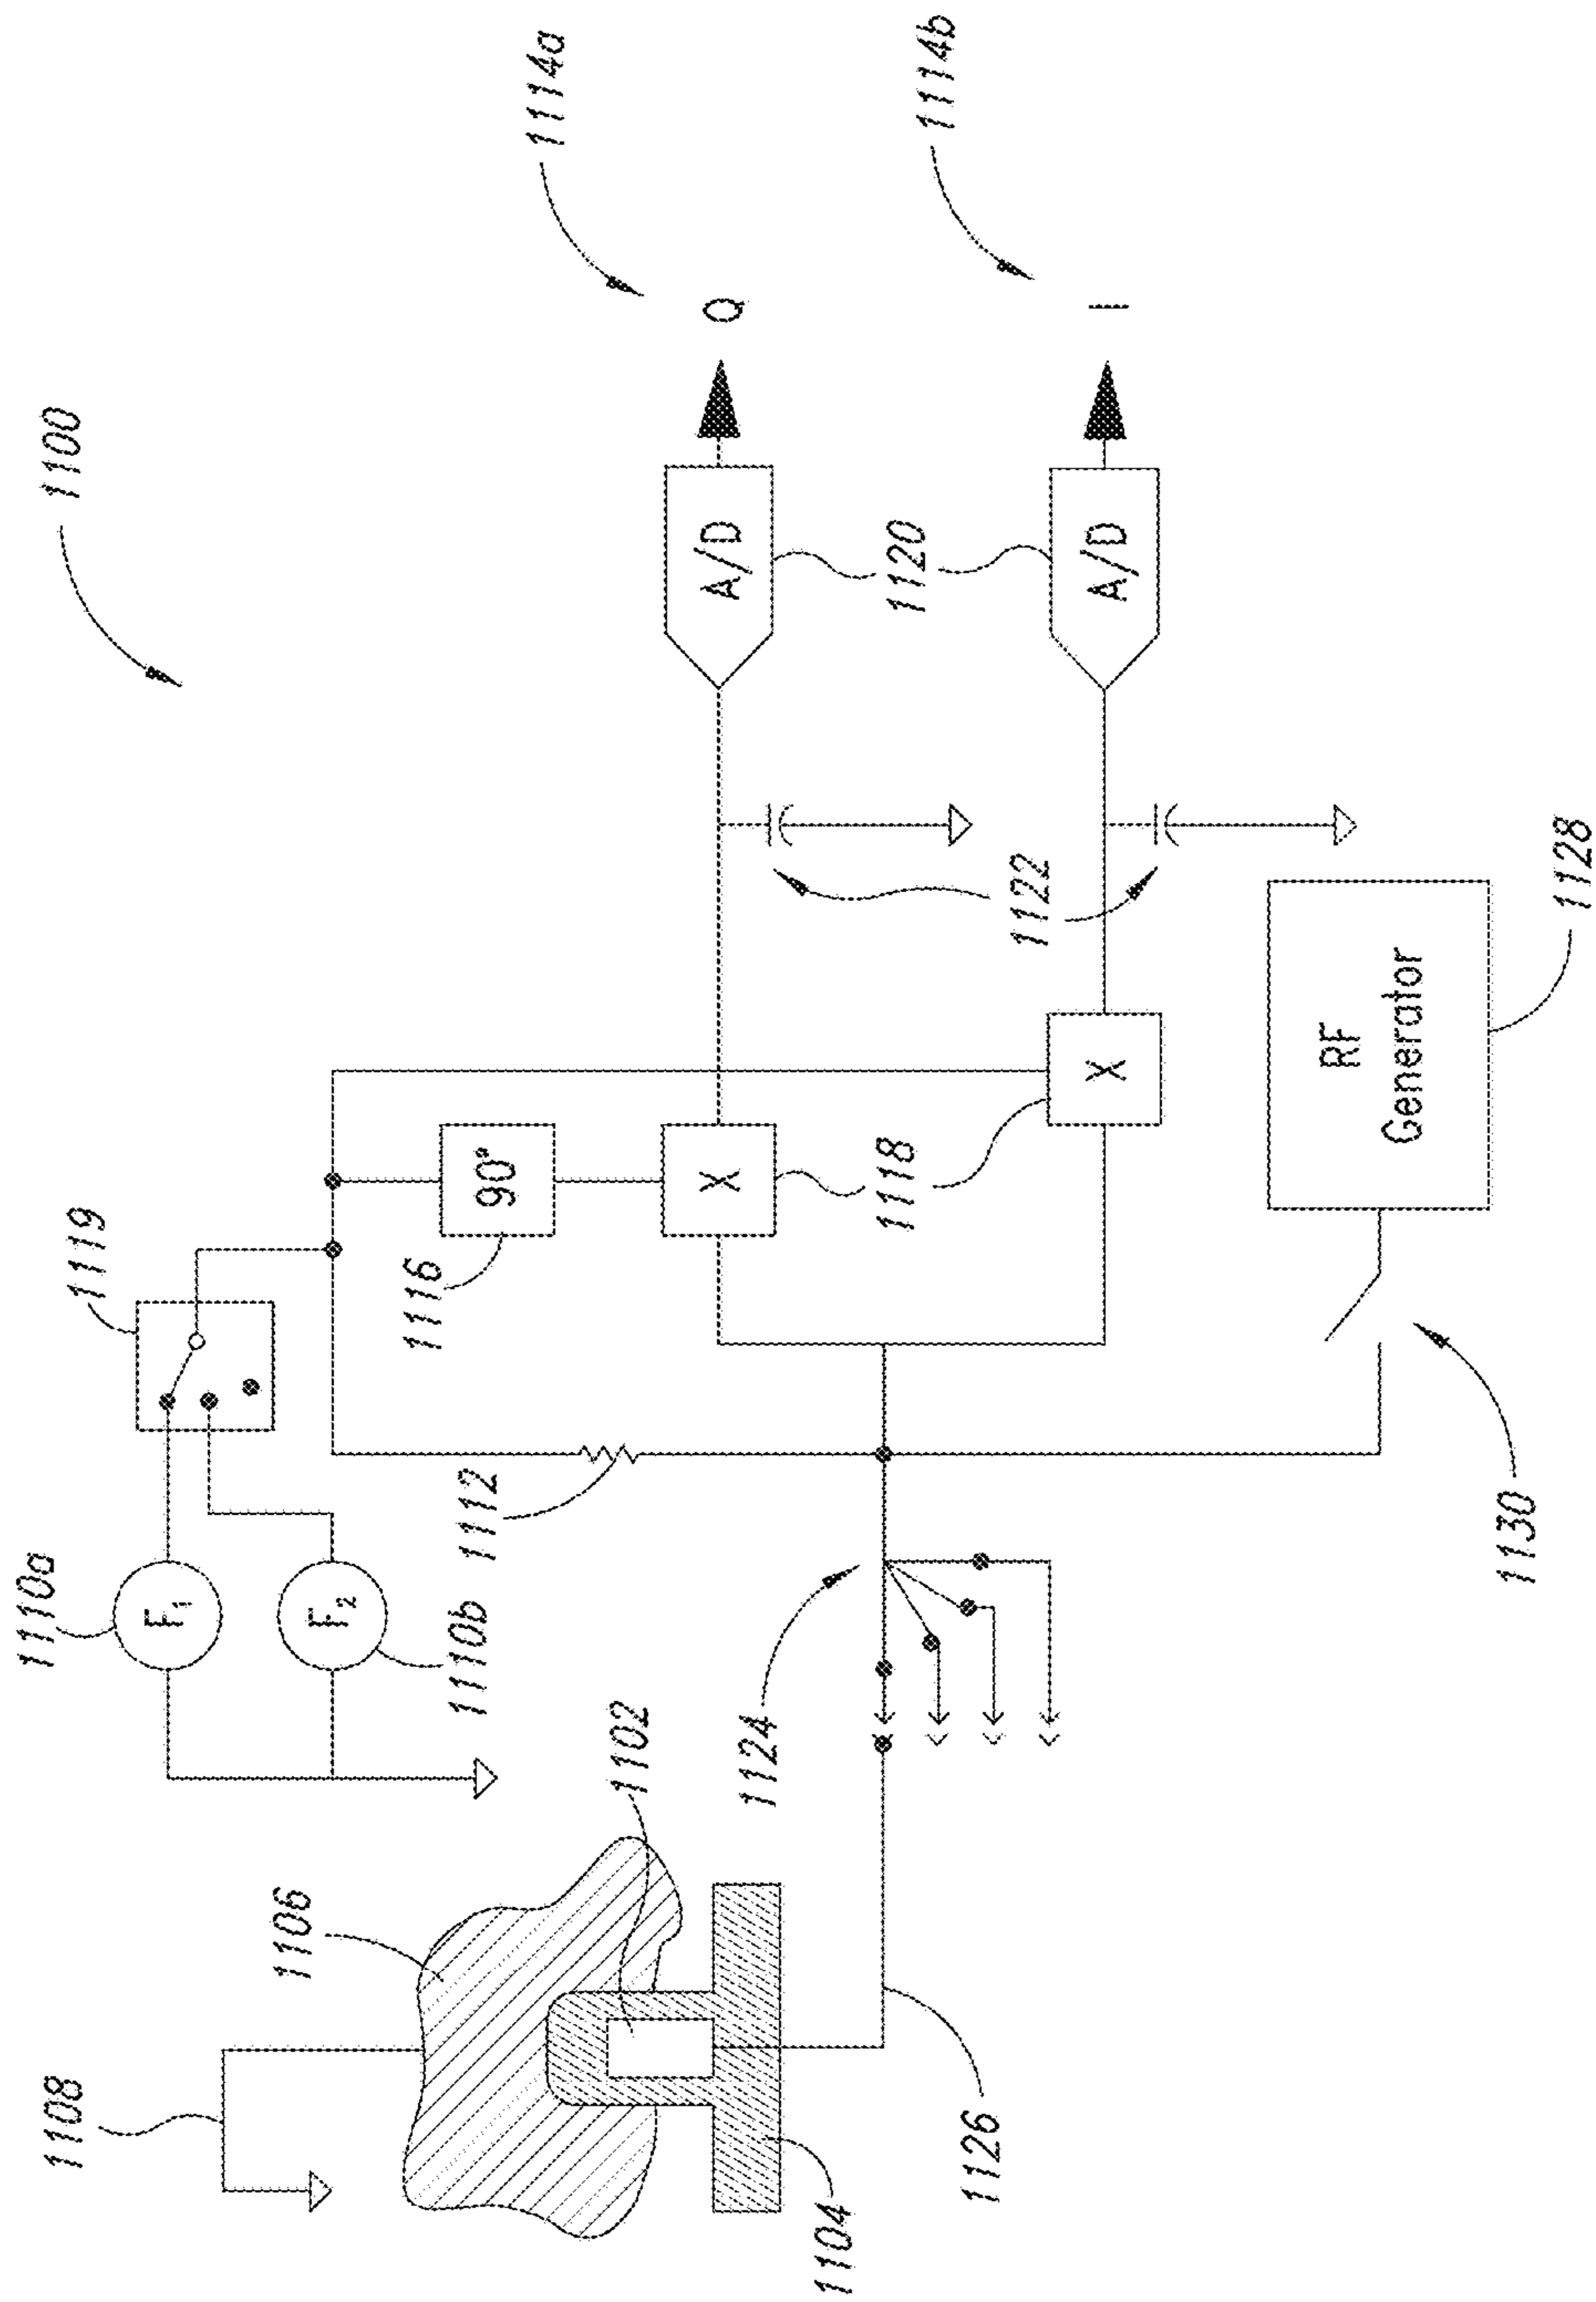 1100
1114a
Q
1114b
I
A/D
1120
A/D
1122
1128
RF
Generator
1119
90°
1116
X
1118
X
1112
1130
1110a
F₁
F₂
1110b
1124
1102
1106
1108
1104
1126